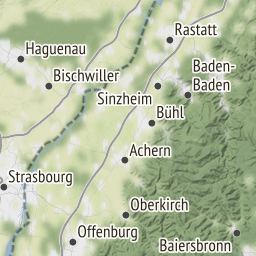 Rastatt
Haguenau
Bischwiller
Baden-
Baden
Sinzheim
Bühl
Achern
Strasbourg
Oberkirch
Offenburg
Baiersbronn